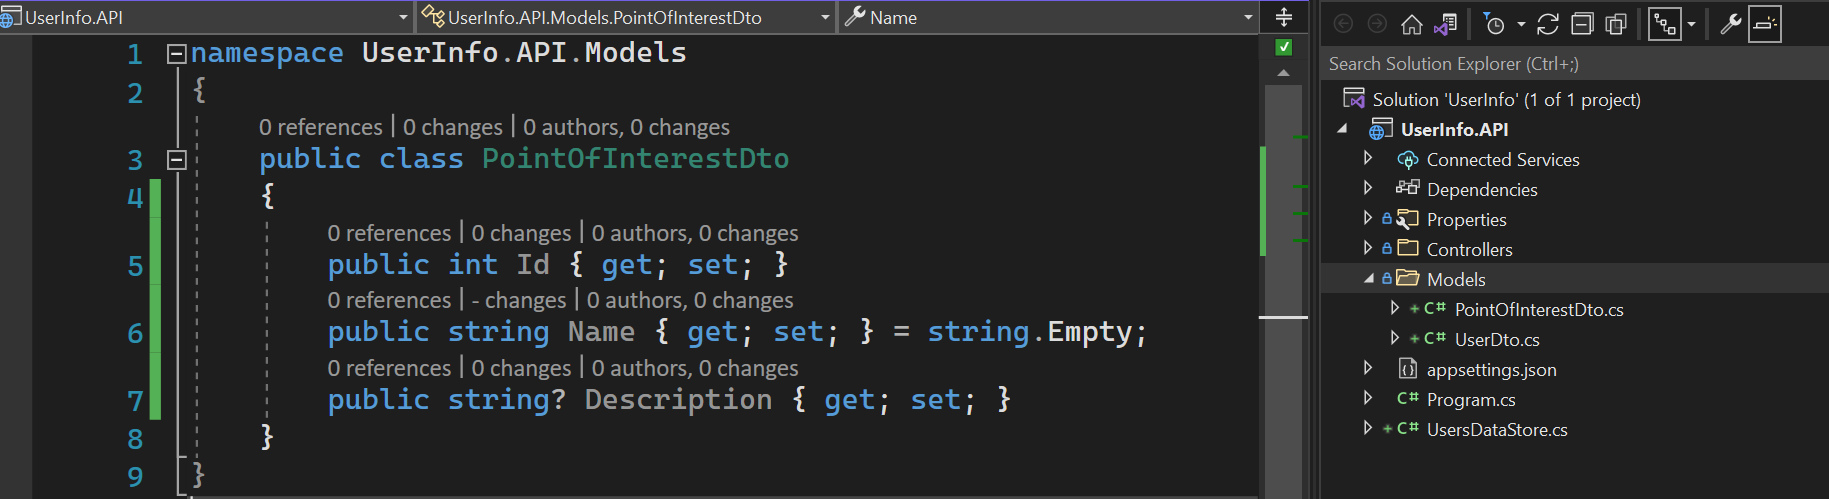 UserInfo.API
UserInfo.API.Models.PointOfInterestDto
Name
1 namespace UserInfo.API.Models
2 {
0 references | 0 changes | 0 authors, 0 changes
3 public class PointOfInterestDto
4 {
0 references | 0 changes | 0 authors, 0 changes
5 public int Id { get; set; }
0 references | - changes | 0 authors, 0 changes
6 public string Name { get; set; } = string.Empty;
0 references | 0 changes | 0 authors, 0 changes
7 public string? Description { get; set; }
8 }
9 }
Search Solution Explorer (Ctrl+;)
Solution 'UserInfo' (1 of 1 project)
UserInfo.API
Connected Services
Dependencies
Properties
Controllers
Models
+ C# PointOfInterestDto.cs
+ C# UserDto.cs
appsettings.json
C# Program.cs
+ C# UsersDataStore.cs